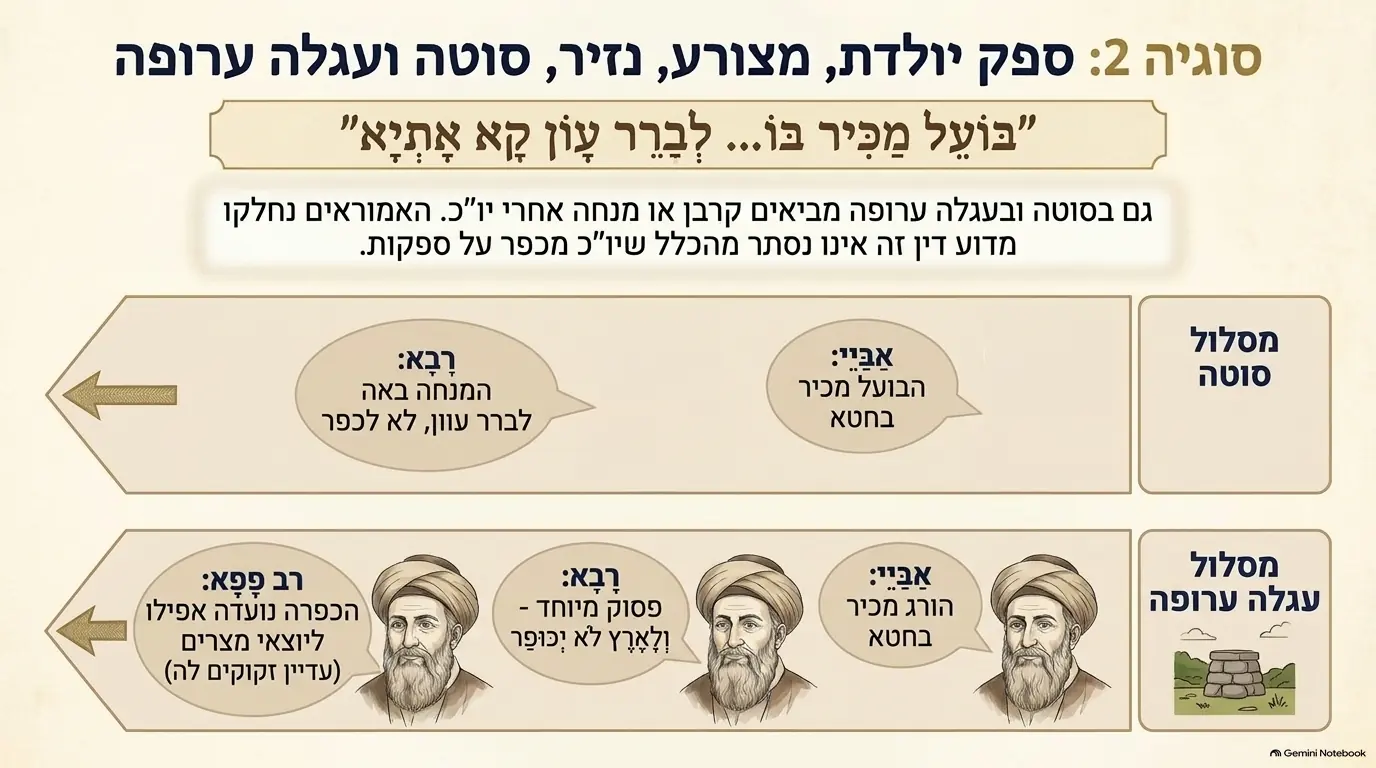 סוגיה 2: ספק יולדת, מצורע, נזיר, סוטה ועגלה ערופה
"בּוֹעֵל מַכִּיר בּוֹ... לְבָרֵר עָוֹן קָא אָתְיָא"
גם בסוטה ובעגלה ערופה מביאים קרבן או מנחה אחרי יו"כ. האמוראים נחלקו
מדוע דין זה אינו נסתר מהכלל שיו"כ מכפר על ספקות.
מסלול
סוטה
אַבַּיֵי:
הבועל מכיר
בחטא
רָבָא:
המנחה באה
לברר עוון, לא לכפר
מסלול
עגלה ערופה
אַבַּיֵי:
הורג מכיר
בחטא
רָבָא:
פסוק מיוחד -
וְלָאָרֶץ לֹא יְכוּפַּר
רב פָּפָא:
הכפרה נועדה אפילו
ליוצאי מצרים
(עדיין זקוקים לה)
Gemini Notebook